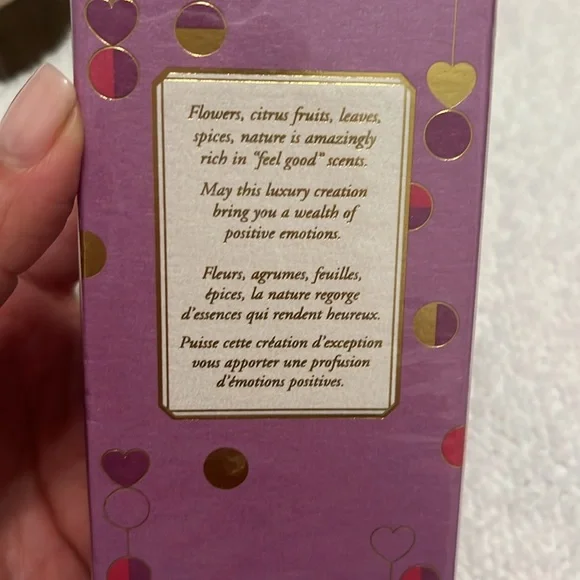 Flowers, citrus fruits, leaves,
spices, nature is amazingly
rich in "feel good" scents.
May this luxury creation
bring you a wealth of
positive emotions.
Fleurs, agrumes, feuilles,
épices, la nature regorge
d'essences qui rendent heureux.
Puisse cette création d'exception
vous apporter une profusion
d'émotions positives.